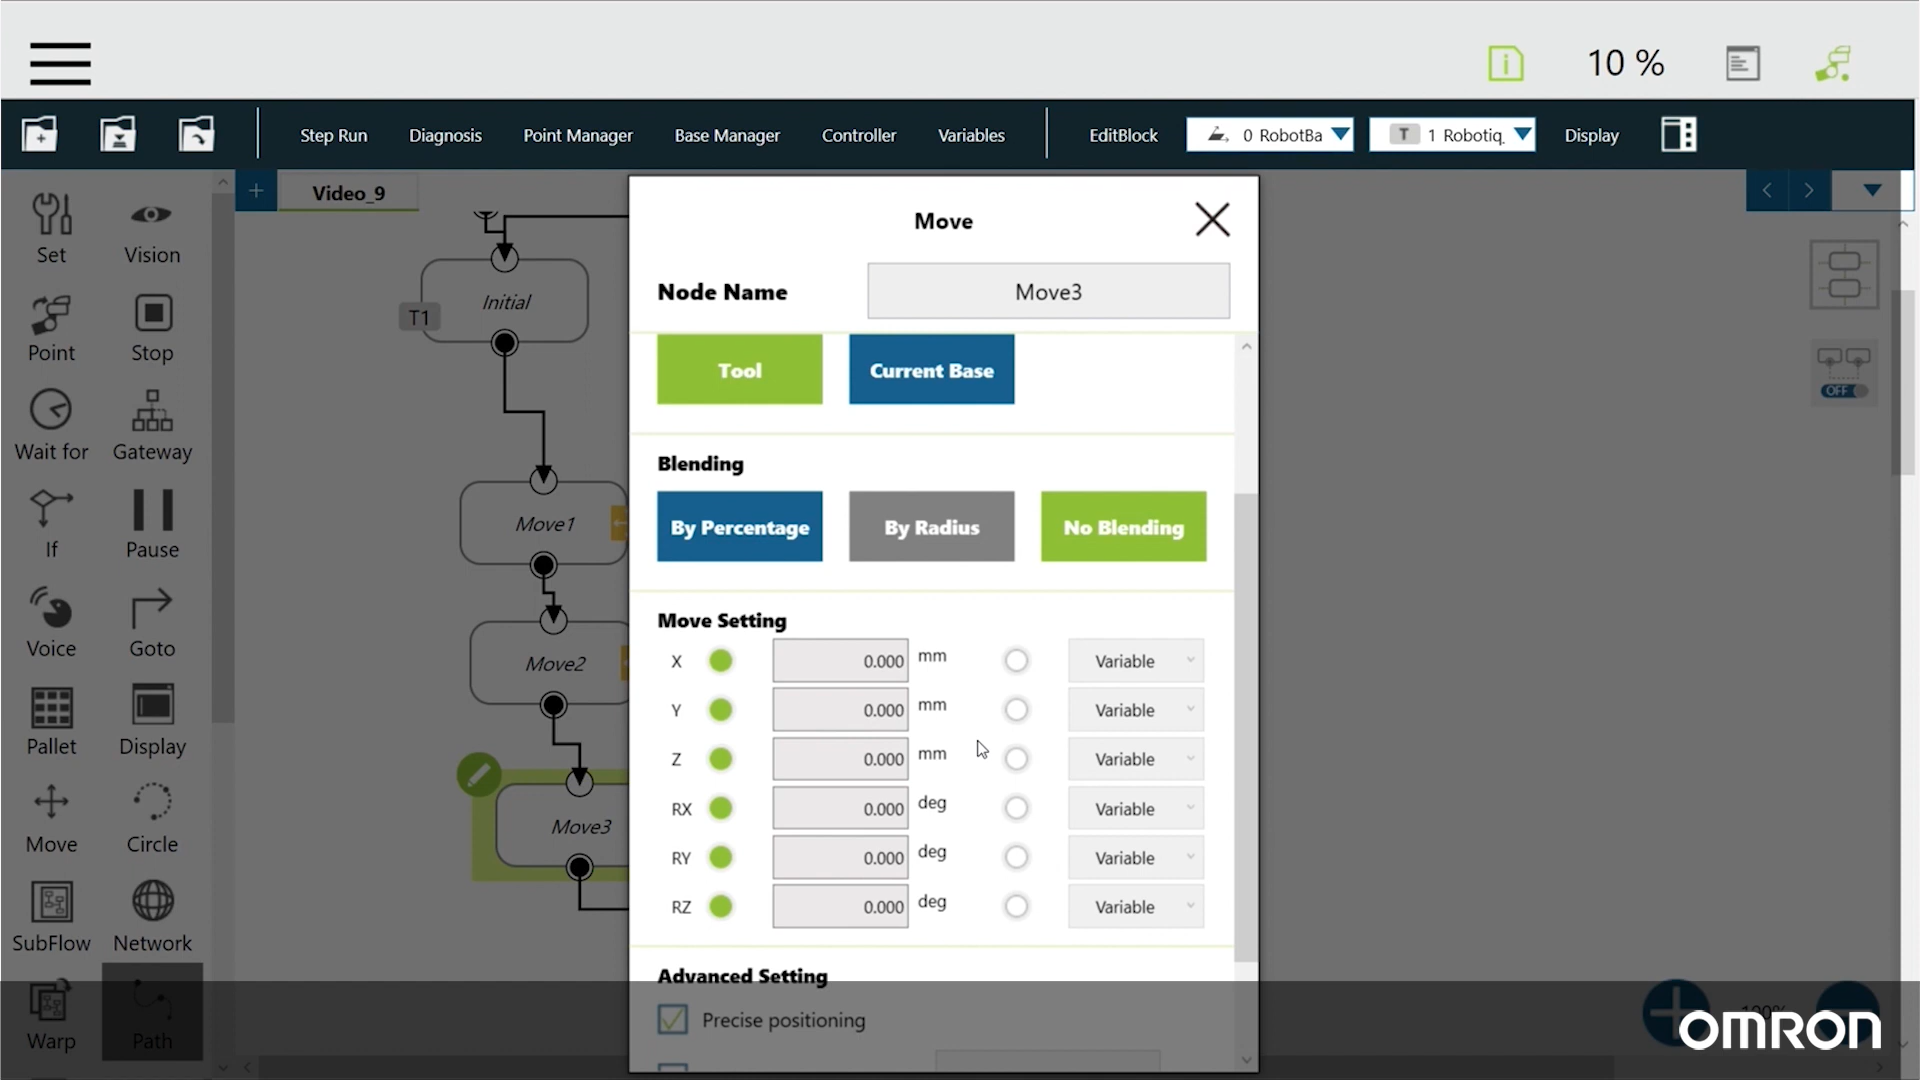 10 %
Step Run
Diagnosis
Point Manager
Base Manager
Controller
Variables
EditBlock
0 RobotBa
T
1 Robotiq.
Display
Video_9
Set
Vision
Point
Stop
Wait for
Gateway
If
Pause
Voice
Goto
Pallet
Display
Move
Circle
SubFlow
Network
Warp
Path
Initial
T1
Move1
Move2
Move3
OFF
Move
Node Name
Move3
Tool
Current Base
Blending
By Percentage
By Radius
No Blending
Move Setting
X 0.000 mm Variable
Y 0.000 mm Variable
Z 0.000 mm Variable
RX 0.000 deg Variable
RY 0.000 deg Variable
RZ 0.000 deg Variable
Advanced Setting
Precise positioning
100%
OMRON